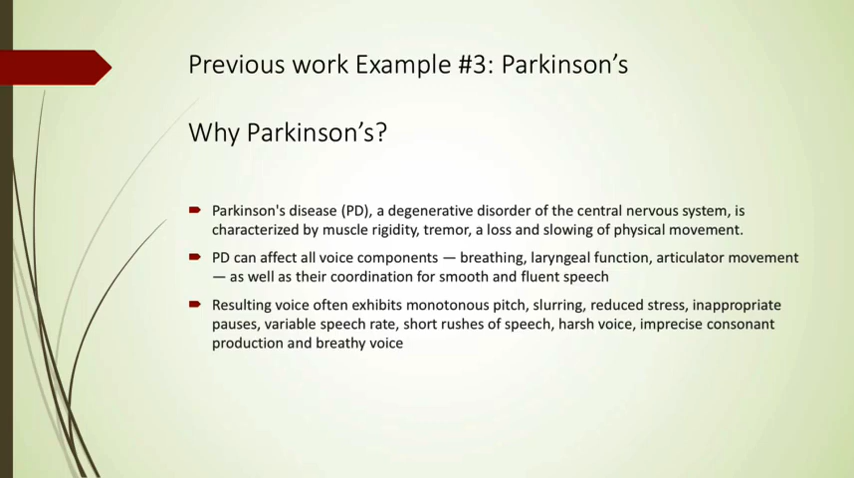 Previous work Example #3: Parkinson’s
Why Parkinson’s?
Parkinson's disease (PD), a degenerative disorder of the central nervous system, is
characterized by muscle rigidity, tremor, a loss and slowing of physical movement.
PD can affect all voice components — breathing, laryngeal function, articulator movement
— as well as their coordination for smooth and fluent speech
Resulting voice often exhibits monotonous pitch, slurring, reduced stress, inappropriate
pauses, variable speech rate, short rushes of speech, harsh voice, imprecise consonant
production and breathy voice